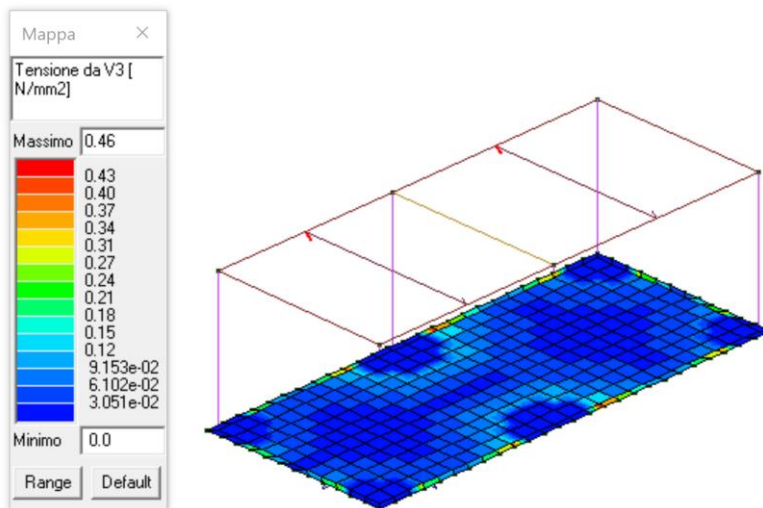 Mappa
Tensione da V3 [
N/mm2]
Massimo 0.46
0.43
0.40
0.37
0.34
0.31
0.27
0.24
0.21
0.18
0.15
0.12
9.153e-02
6.102e-02
3.051e-02
Minimo 0.0
Range Default